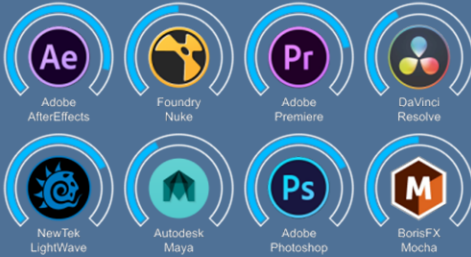 Ae
Pr
Adobe
AfterEffects
Foundry
Nuke
Adobe
Premiere
DaVinci
Resolve
Ps
M
NewTek
LightWave
Autodesk
Maya
Adobe
Photoshop
BorisFX
Mocha